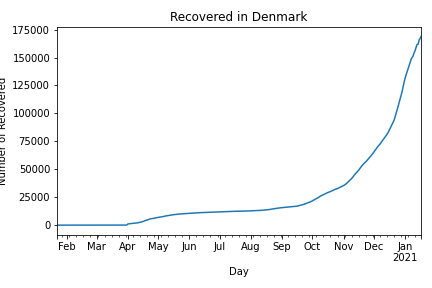 Recovered in Denmark
Number of Recovered
175000
150000
125000
100000
75000
50000
25000
0
Feb Mar Apr May Jun Jul Aug Sep Oct Nov Dec Jan
2021
Day